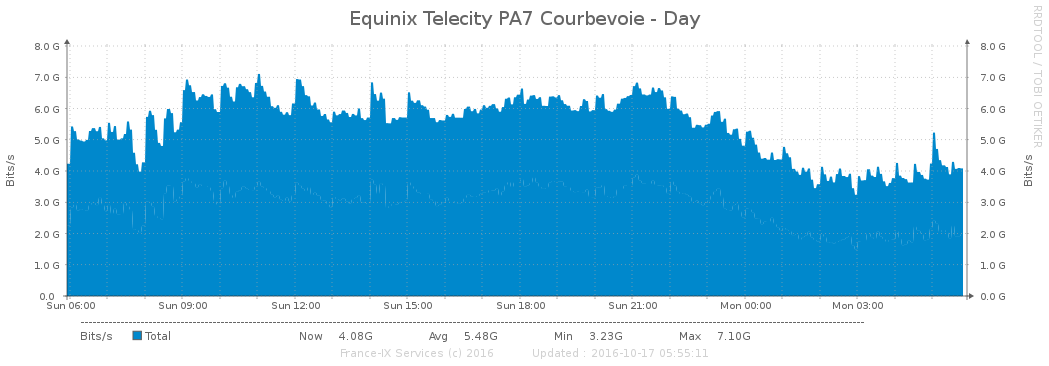 Equinix Telecity PA7 Courbevoie - Day
RRDTOOL / TOBI OETIKER
Bits/s
8.0 G
7.0 G
6.0 G
5.0 G
4.0 G
3.0 G
2.0 G
1.0 G
0.0
8.0 G
7.0 G
6.0 G
5.0 G
4.0 G
3.0 G
2.0 G
1.0 G
0.0 G
Bits/s
Sun 06:00 Sun 09:00 Sun 12:00 Sun 15:00 Sun 18:00 Sun 21:00 Mon 00:00 Mon 03:00
Bits/s Total Now 4.08G Avg 5.48G Min 3.23G Max 7.10G
France-IX Services (c) 2016 Updated : 2016-10-17 05:55:11